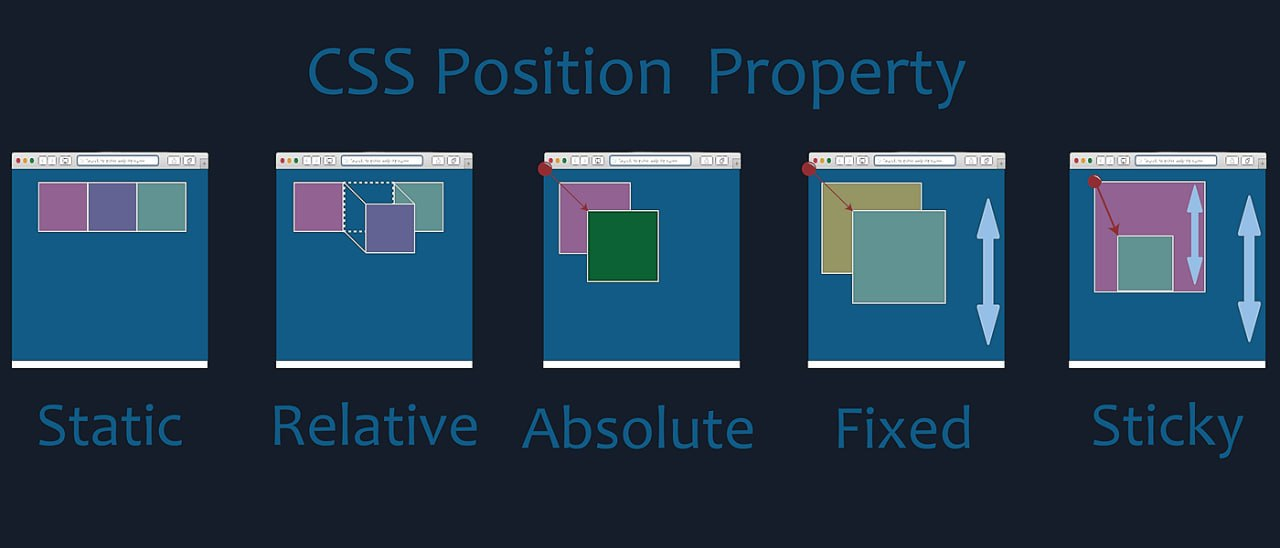 CSS Position Property
Static
Relative
Absolute
Fixed
Sticky